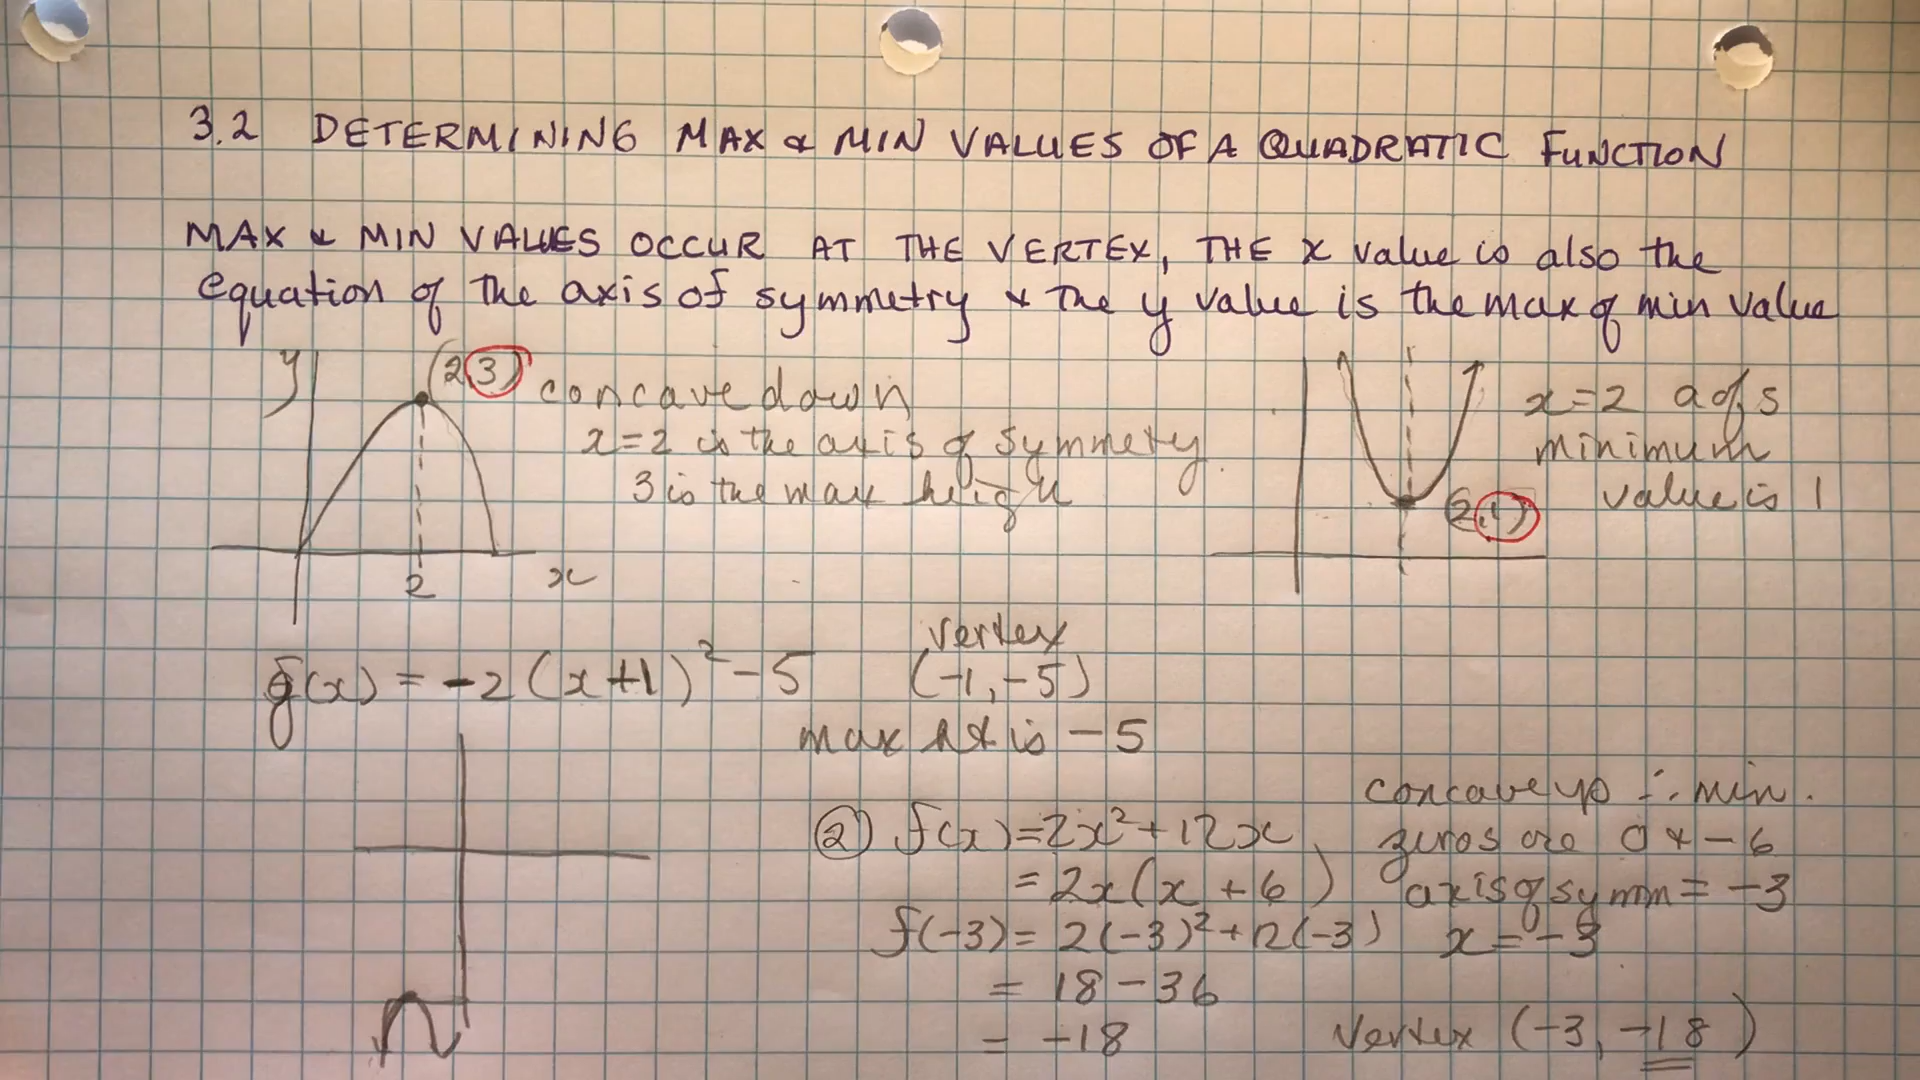 3.2 DETERMINING MAX & MIN VALUES OF A QUADRATIC FUNCTION
MAX & MIN VALUES OCCUR AT THE VERTEX, THE x value is also the
equation of the axis of symmetry & the y value is the max of min value
y
(2,3)
concave down
x=2 is the axis of symmetry
3 is the max
2
x
x=2 a of s
minimum
value is 1
(2,1)
g(x) = -2(x+1)² -5
vertex
(-1,-5)
max ht is -5
concave up ∴ min.
② f(x)=2x²+12x
zeros are 0 & -6
= 2x(x+6)
axis of symm = -3
f(-3) = 2(-3)²+12(-3)
x = -3
= 18-36
= -18
Vertex (-3,-18)